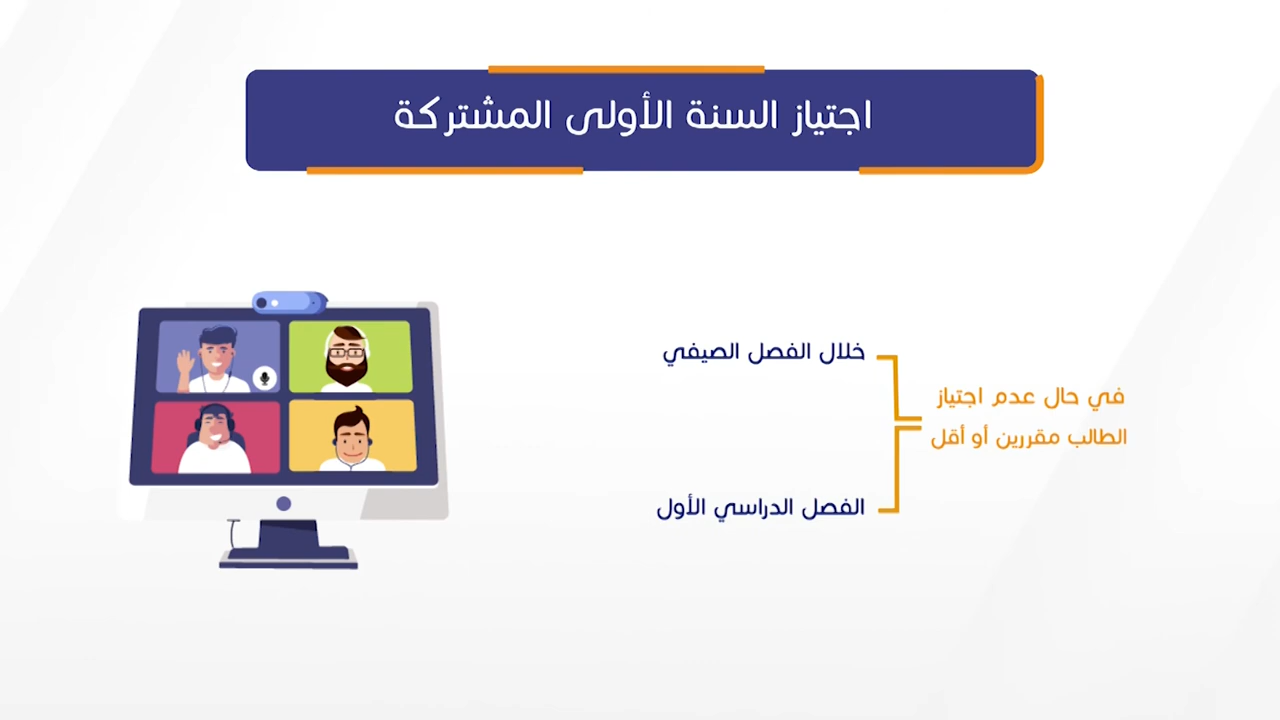 اجتياز السنة الأولى المشتركة
في حال عدم اجتياز
الطالب مقررين أو أقل
خلال الفصل الصيفي
الفصل الدراسي الأول